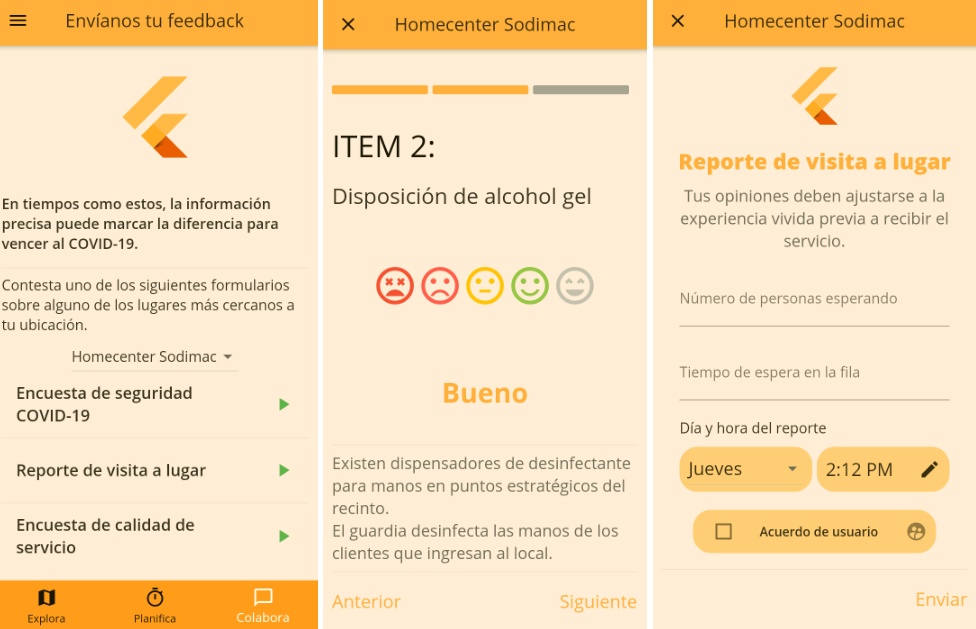 Envíanos tu feedback
En tiempos como estos, la información
precisa puede marcar la diferencia para
vencer al COVID-19.
Contesta uno de los siguientes formularios
sobre alguno de los lugares más cercanos a
tu ubicación.
Homecenter Sodimac
Encuesta de seguridad
COVID-19
Reporte de visita a lugar
Encuesta de calidad de
servicio
Explora
Planifica
Colabora
Homecenter Sodimac
ITEM 2:
Disposición de alcohol gel
Bueno
Existen dispensadores de desinfectante
para manos en puntos estratégicos del
recinto.
El guardia desinfecta las manos de los
clientes que ingresan al local.
Anterior
Siguiente
Homecenter Sodimac
Reporte de visita a lugar
Tus opiniones deben ajustarse a la
experiencia vivida previa a recibir el
servicio.
Número de personas esperando
Tiempo de espera en la fila
Día y hora del reporte
Jueves
2:12 PM
Acuerdo de usuario
Enviar